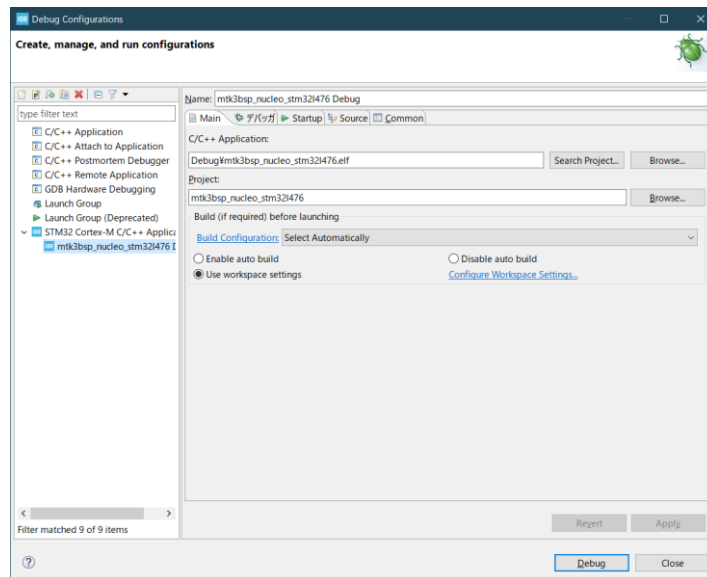 IDE Debug Configurations
Create, manage, and run configurations
type filter text
C/C++ Application
C/C++ Attach to Application
C/C++ Postmortem Debugger
C/C++ Remote Application
GDB Hardware Debugging
Launch Group
Launch Group (Deprecated)
IDE STM32 Cortex-M C/C++ Applica
IDE mtk3bsp_nucleo_stm32l476 D
Filter matched 9 of 9 items
Name: mtk3bsp_nucleo_stm32l476 Debug
Main デバッガ Startup Source Common
C/C++ Application:
Debug¥mtk3bsp_nucleo_stm32l476.elf Search Project... Browse...
Project:
mtk3bsp_nucleo_stm32l476 Browse...
Build (if required) before launching
Build Configuration: Select Automatically
Enable auto build Disable auto build
Use workspace settings Configure Workspace Settings...
Revert Apply
? Debug Close